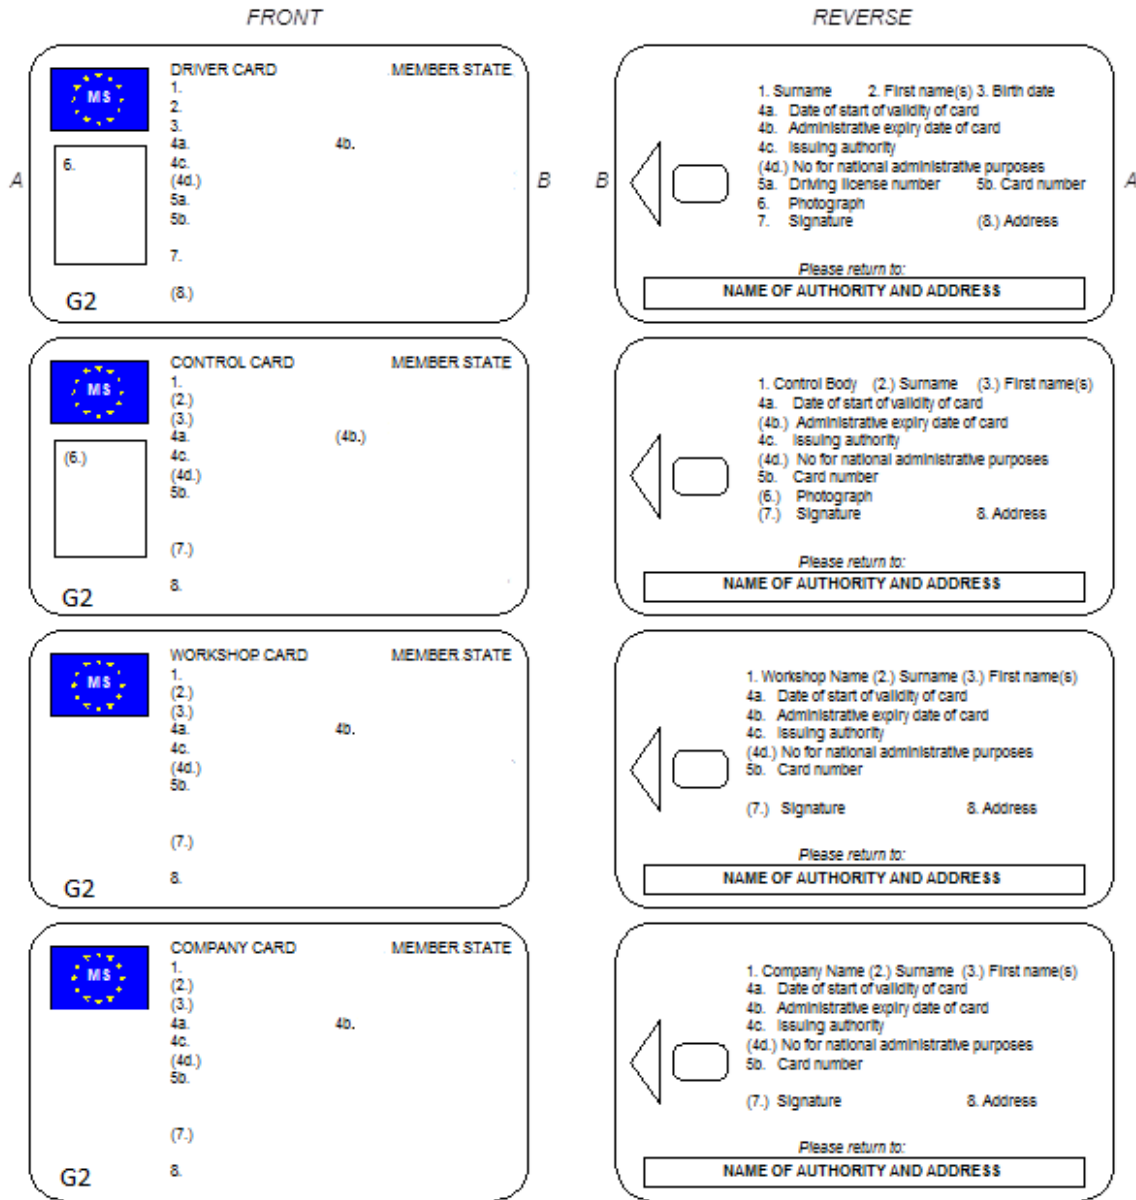 FRONT
REVERSE
A
B
B
A
DRIVER CARD MEMBER STATE
MS
1.
2.
3.
4a. 4b.
4c.
(4d.)
5a.
5b.
6.
7.
(8.)
G2
1. Surname 2. First name(s) 3. Birth date
4a. Date of start of validity of card
4b. Administrative expiry date of card
4c. Issuing authority
(4d.) No for national administrative purposes
5a. Driving license number 5b. Card number
6. Photograph
7. Signature (8.) Address
Please return to:
NAME OF AUTHORITY AND ADDRESS
CONTROL CARD MEMBER STATE
MS
1.
(2.)
(3.)
4a. (4b.)
4c.
(4d.)
5b.
(6.)
(7.)
8.
G2
1. Control Body (2.) Surname (3.) First name(s)
4a. Date of start of validity of card
(4b.) Administrative expiry date of card
4c. Issuing authority
(4d.) No for national administrative purposes
5b. Card number
(6.) Photograph
(7.) Signature 8. Address
Please return to:
NAME OF AUTHORITY AND ADDRESS
WORKSHOP CARD MEMBER STATE
MS
1.
(2.)
(3.)
4a. 4b.
4c.
(4d.)
5b.
(7.)
8.
G2
1. Workshop Name (2.) Surname (3.) First name(s)
4a. Date of start of validity of card
4b. Administrative expiry date of card
4c. Issuing authority
(4d.) No for national administrative purposes
5b. Card number
(7.) Signature 8. Address
Please return to:
NAME OF AUTHORITY AND ADDRESS
COMPANY CARD MEMBER STATE
MS
1.
(2.)
(3.)
4a. 4b.
4c.
(4d.)
5b.
(7.)
8.
G2
1. Company Name (2.) Surname (3.) First name(s)
4a. Date of start of validity of card
4b. Administrative expiry date of card
4c. Issuing authority
(4d.) No for national administrative purposes
5b. Card number
(7.) Signature 8. Address
Please return to:
NAME OF AUTHORITY AND ADDRESS